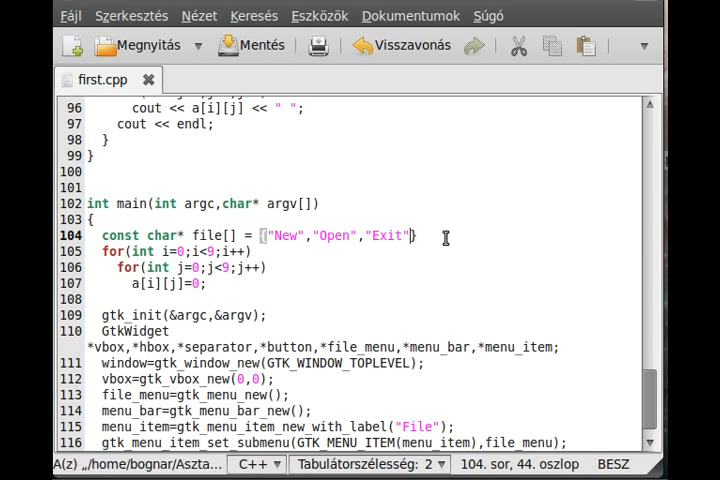 Fájl Szerkesztés Nézet Keresés Eszközök Dokumentumok Súgó
Megnyitás Mentés Visszavonás
first.cpp
96 cout << a[i][j] << " ";
97 cout << endl;
98 }
99 }
100
101
102 int main(int argc,char* argv[])
103 {
104 const char* file[] = {"New","Open","Exit"}
105 for(int i=0;i<9;i++)
106 for(int j=0;j<9;j++)
107 a[i][j]=0;
108
109 gtk_init(&argc,&argv);
110 GtkWidget
*vbox,*hbox,*separator,*button,*file_menu,*menu_bar,*menu_item;
111 window=gtk_window_new(GTK_WINDOW_TOPLEVEL);
112 vbox=gtk_vbox_new(0,0);
113 file_menu=gtk_menu_new();
114 menu_bar=gtk_menu_bar_new();
115 menu_item=gtk_menu_item_new_with_label("File");
116 gtk_menu_item_set_submenu(GTK_MENU_ITEM(menu_item),file_menu);
A(z) „/home/bognar/Aszta... C++ Tabulátorszélesség: 2 104. sor, 44. oszlop BESZ